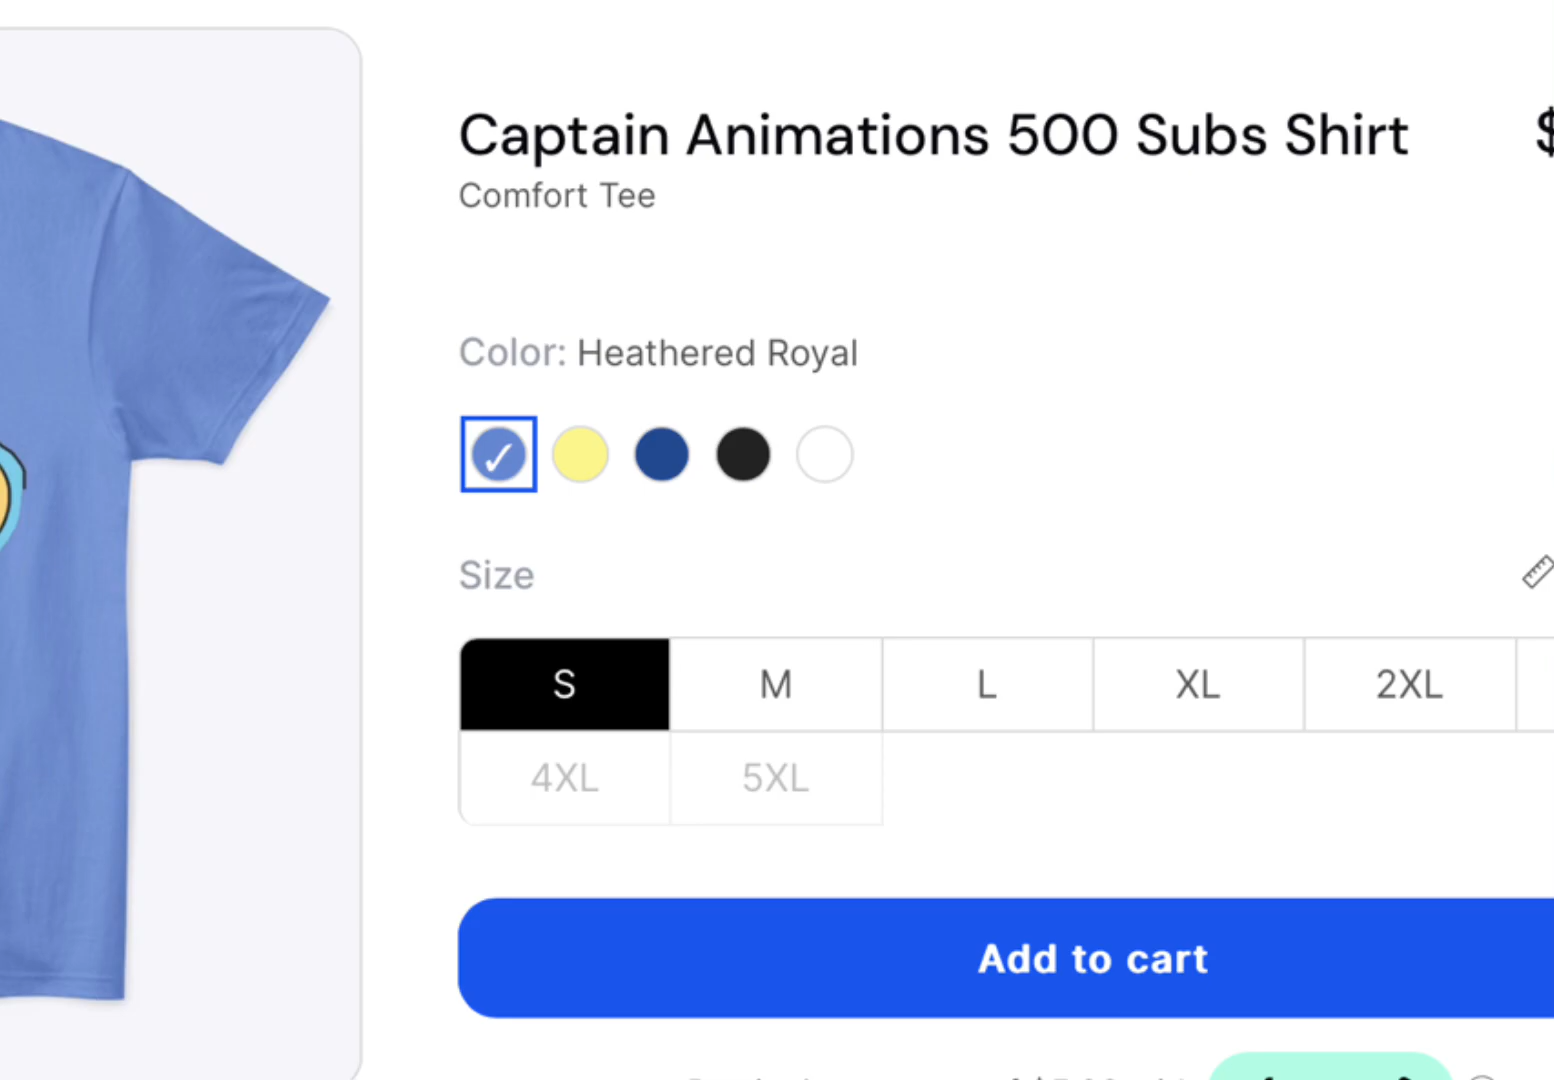 Captain Animations 500 Subs Shirt $
Comfort Tee
Color: Heathered Royal
Size
S M L XL 2XL
4XL 5XL
Add to cart